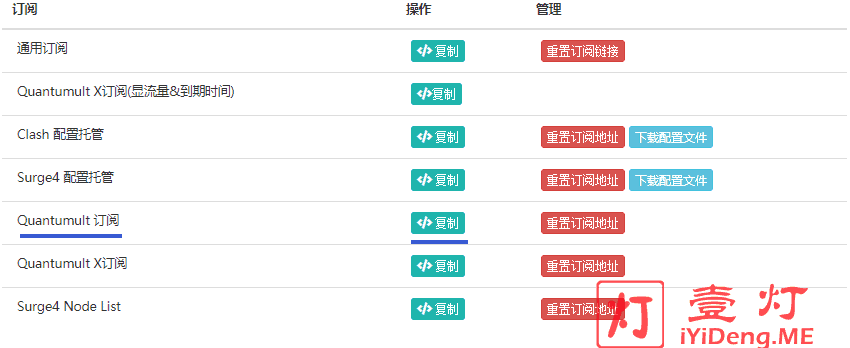 订阅 操作 管理
通用订阅 </> 复制 重置订阅链接
Quantumult X订阅(显流量&到期时间) </>复制
Clash 配置托管 </> 复制 重置订阅地址 下载配置文件
Surge4 配置托管 </> 复制 重置订阅地址 下载配置文件
Quantumult 订阅 </> 复制 重置订阅地址
Quantumult X订阅 </> 复制 重置订阅地址
Surge4 Node List </> 复制 重置订阅地址
灯 壹灯
iYiDeng.ME